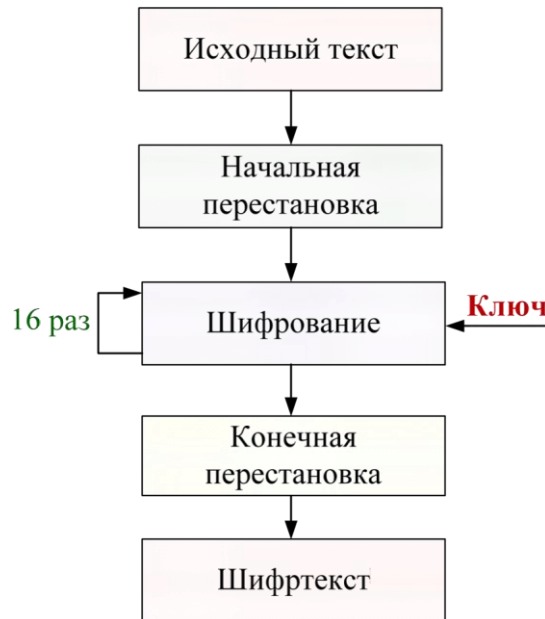 Исходный текст
Начальная
перестановка
16 раз
Шифрование
Ключ
Конечная
перестановка
Шифртекст